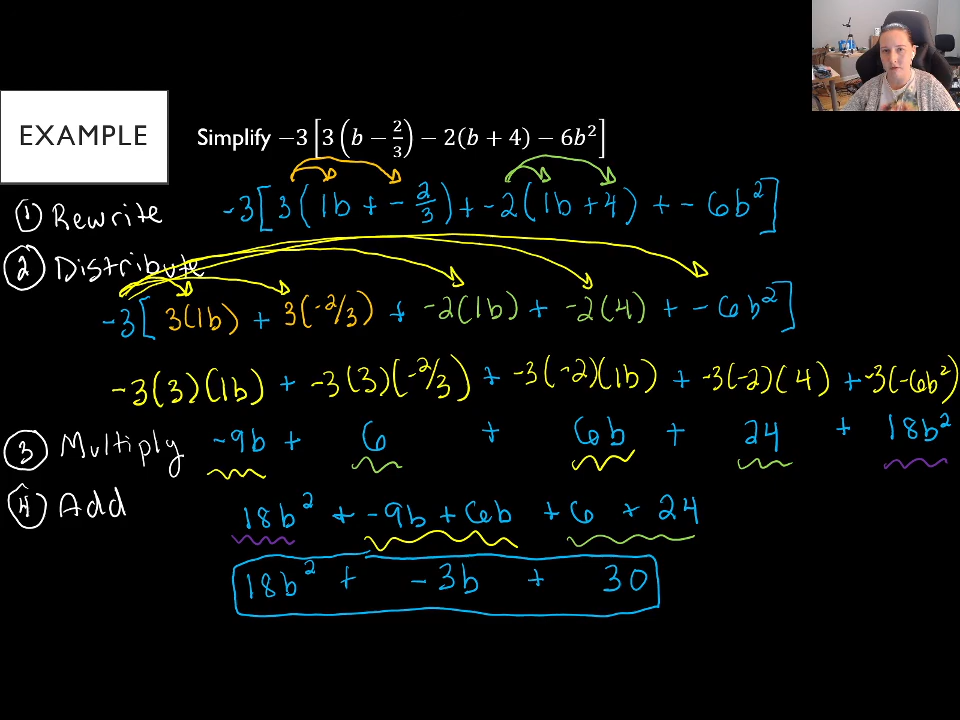 EXAMPLE
Simplify −3[3(b − 2/3) − 2(b + 4) − 6b²]
① Rewrite -3[3(1b + -2/3) + -2(1b + 4) + -6b²]
② Distribute
-3[3(1b) + 3(-2/3) + -2(1b) + -2(4) + -6b²]
-3(3)(1b) + -3(3)(-2/3) + -3(-2)(1b) + -3(-2)(4) + -3(-6b²)
③ Multiply -9b + 6 + 6b + 24 + 18b²
④ Add
18b² + -9b + 6b + 6 + 24
18b² + -3b + 30